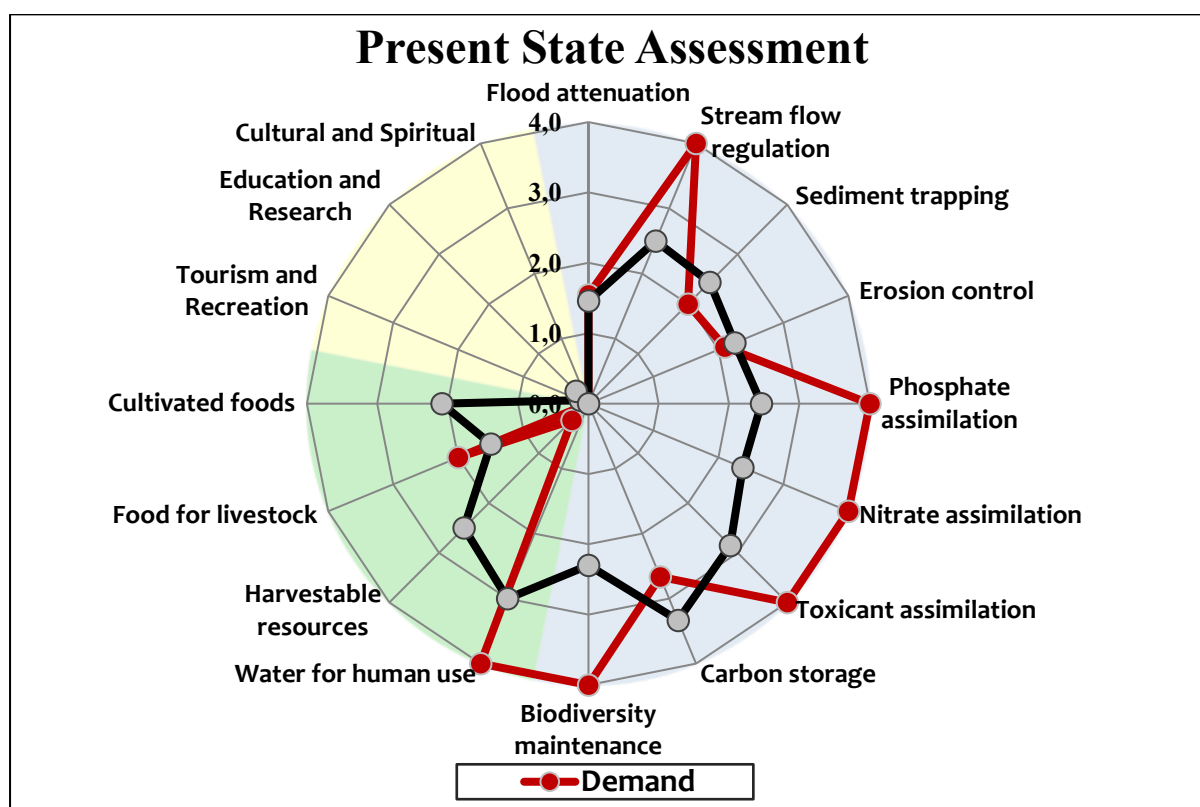 Present State Assessment
Flood attenuation
Stream flow
regulation
Sediment trapping
Erosion control
Phosphate
assimilation
Nitrate assimilation
Toxicant assimilation
Carbon storage
Biodiversity
maintenance
Water for human use
Harvestable
resources
Food for livestock
Cultivated foods
Tourism and
Recreation
Education and
Research
Cultural and Spiritual
4,0
3,0
2,0
1,0
0,0
Demand